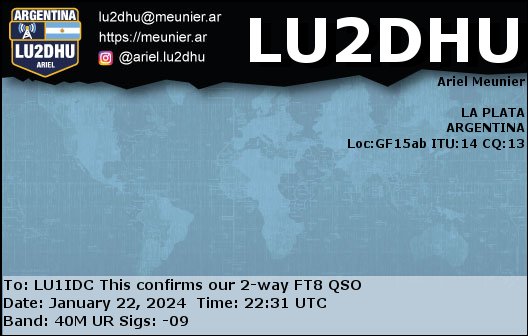 ARGENTINA
LU2DHU
ARIEL
lu2dhu@meunier.ar
https://meunier.ar
@ariel.lu2dhu
LU2DHU
Ariel Meunier
LA PLATA
ARGENTINA
Loc:GF15ab ITU:14 CQ:13
To: LU1IDC This confirms our 2-way FT8 QSO
Date: January 22, 2024 Time: 22:31 UTC
Band: 40M UR Sigs: -09